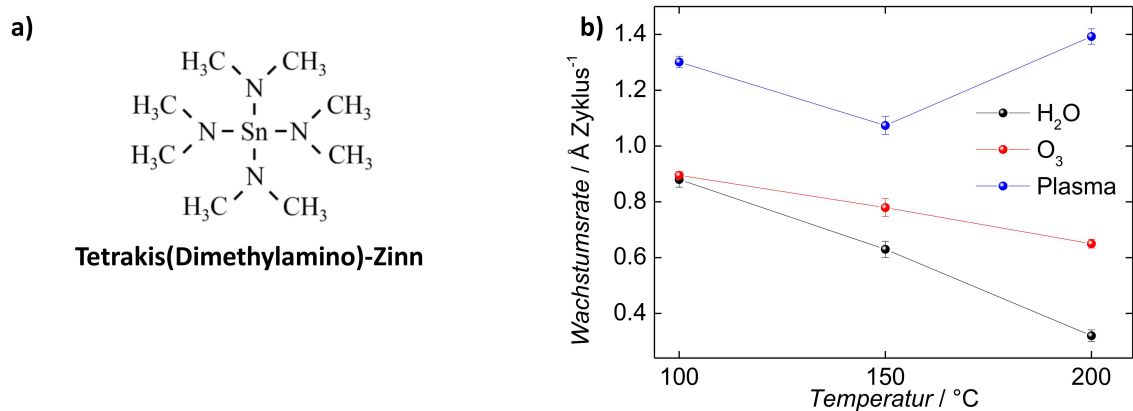 a)
H₃C CH₃
N
H₃C CH₃
N Sn N
H₃C CH₃
N
H₃C CH₃
Tetrakis(Dimethylamino)-Zinn
b)
Wachstumsrate / Å Zyklus⁻¹
1.4
1.2
1.0
0.8
0.6
0.4
H₂O
O₃
Plasma
100 150 200
Temperatur / °C